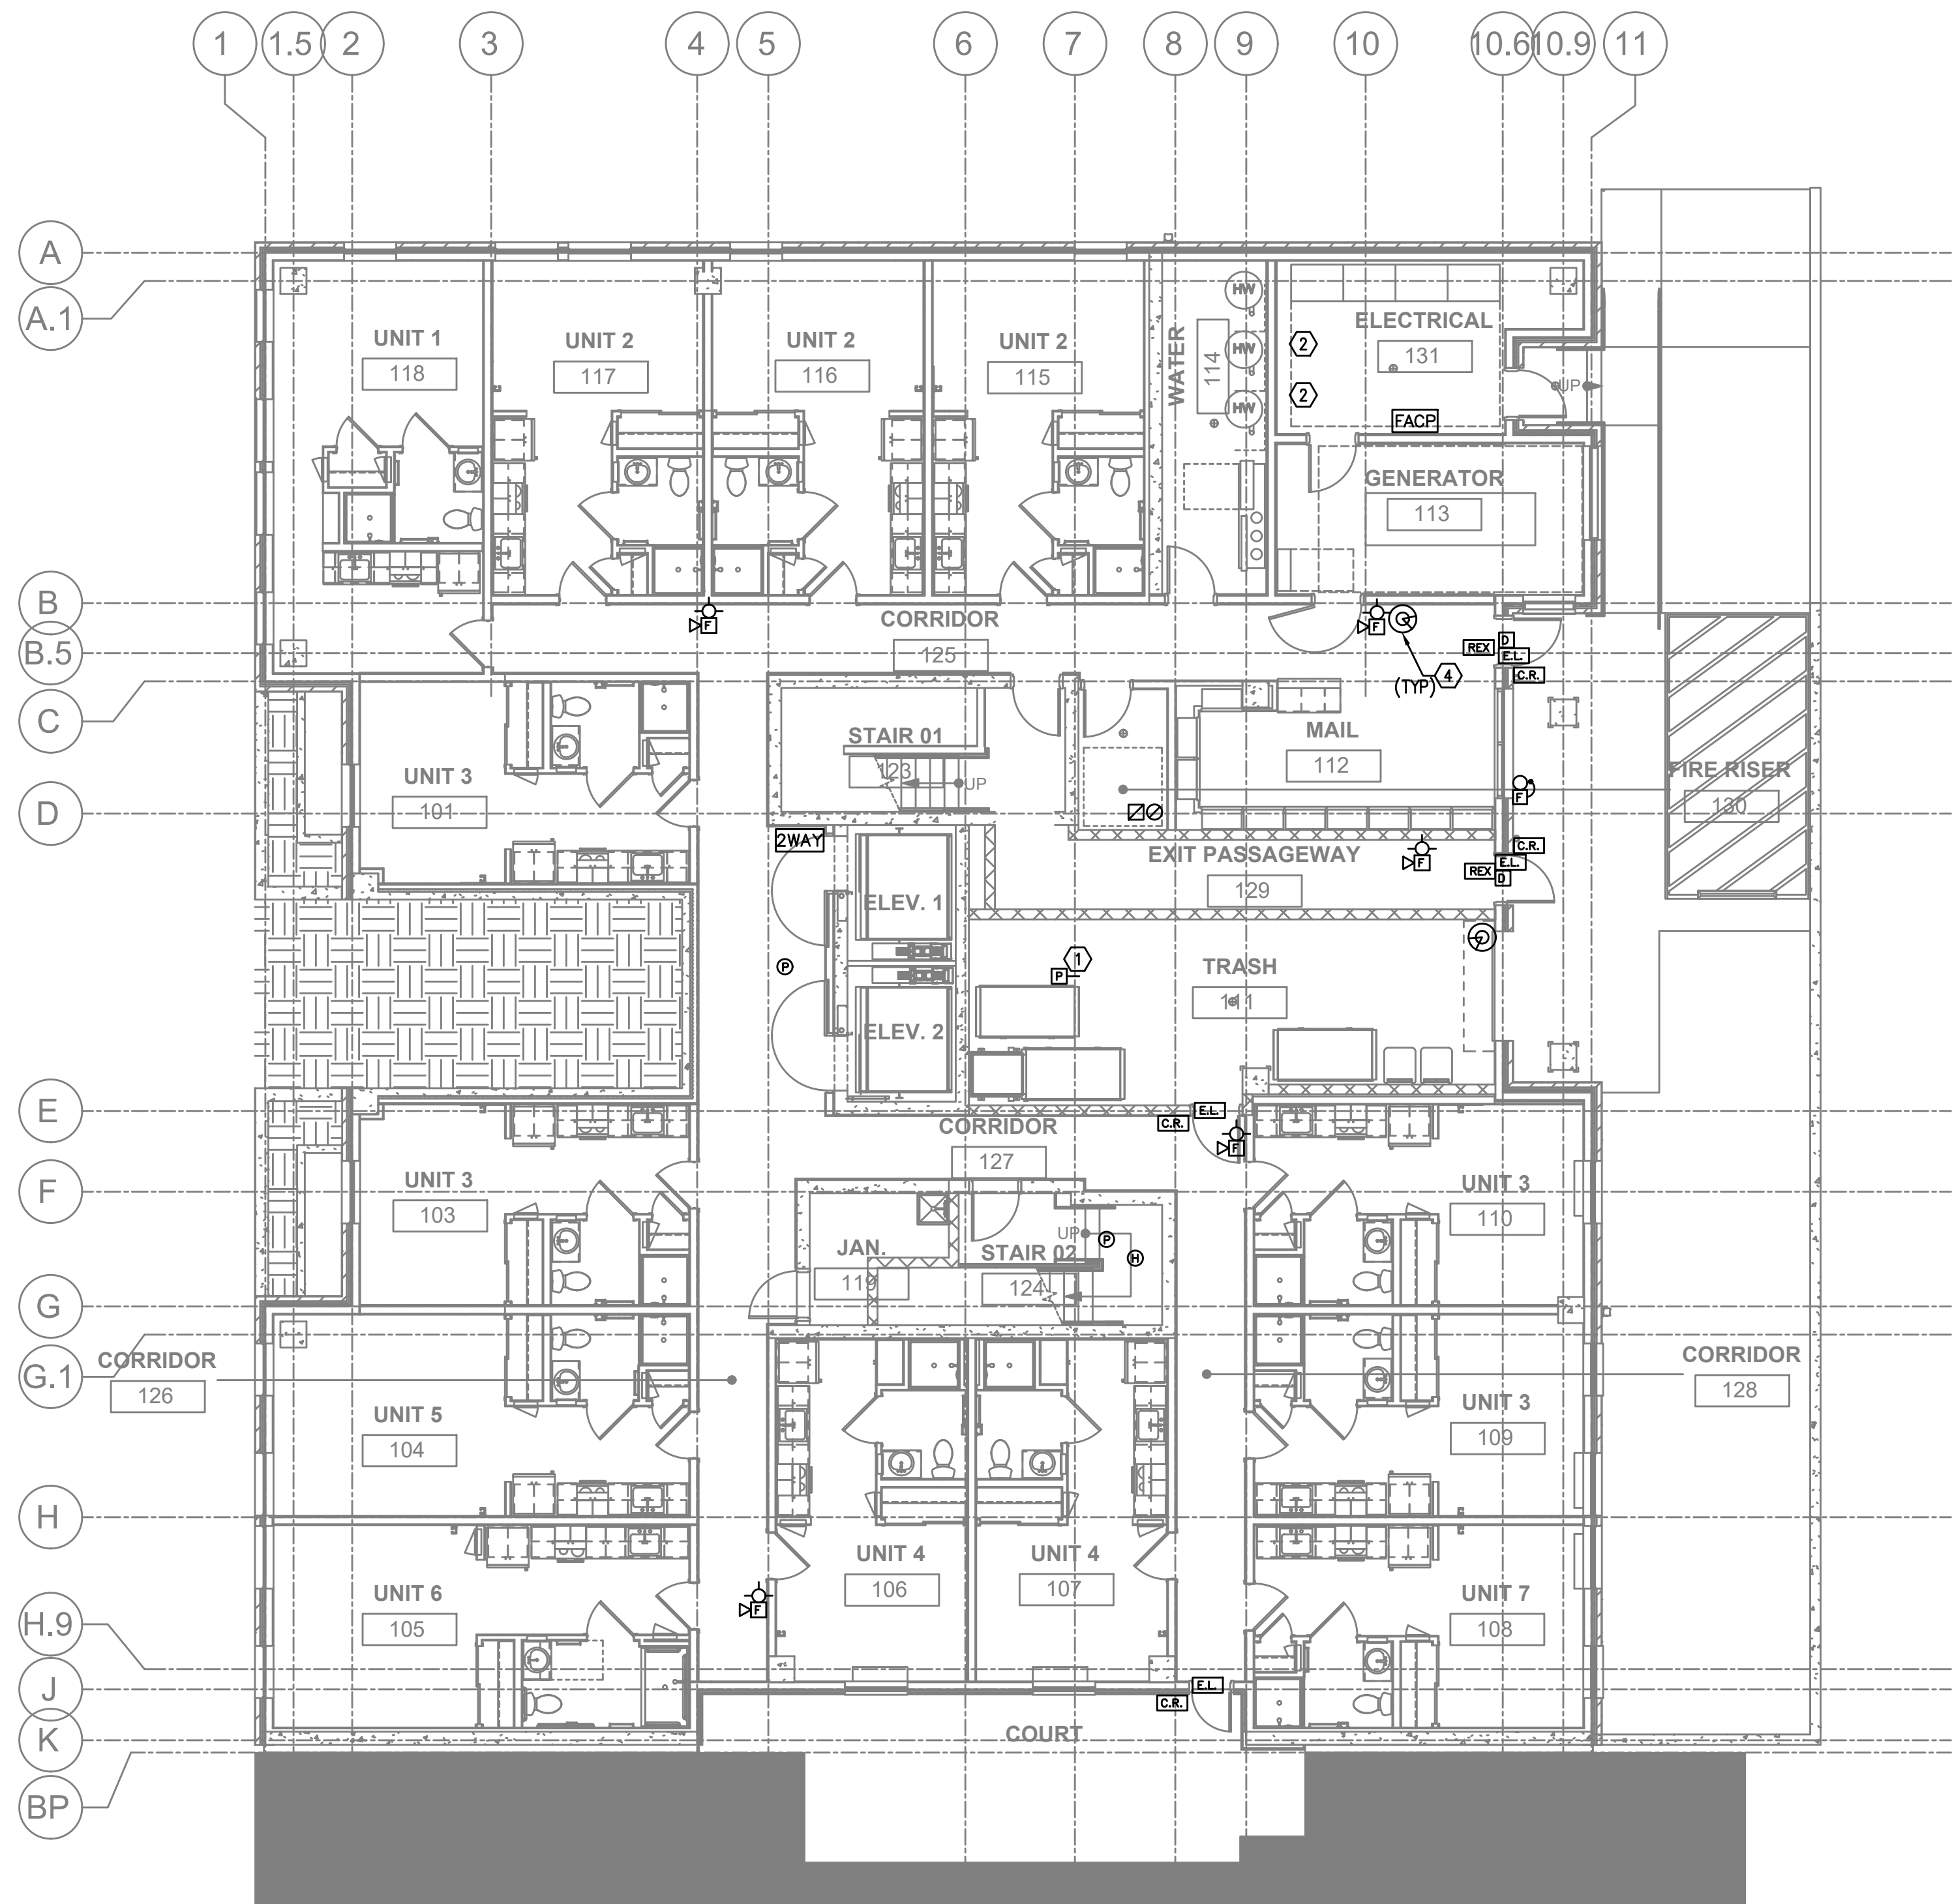 1 1.5 2 3 4 5 6 7 8 9 10 10.6 10.9 11
A
A.1
UNIT 1
118
UNIT 2
117
UNIT 2
116
UNIT 2
115
WATER
114
HW
HW
HW
ELECTRICAL
131
2
2
FACP
UP
GENERATOR
113
B
F
CORRIDOR
125
F
B.5
REX
D
E.L.
C.R.
(TYP) 4
C
STAIR 01
123
UP
MAIL
112
UNIT 3
101
FIRE RISER
130
F
D
2WAY
EXIT PASSAGEWAY
129
F
C.R.
E.L.
REX
D
ELEV. 1
P
P
1
TRASH
111
ELEV. 2
E
E.L.
C.R.
CORRIDOR
127
F
F
UNIT 3
103
UNIT 3
110
JAN.
119
STAIR 02
124
UP
P
H
G
G.1
CORRIDOR
126
CORRIDOR
128
UNIT 5
104
UNIT 3
109
H
UNIT 4
106
UNIT 4
107
UNIT 6
105
UNIT 7
108
F
H.9
J
E.L.
C.R.
K
COURT
BP